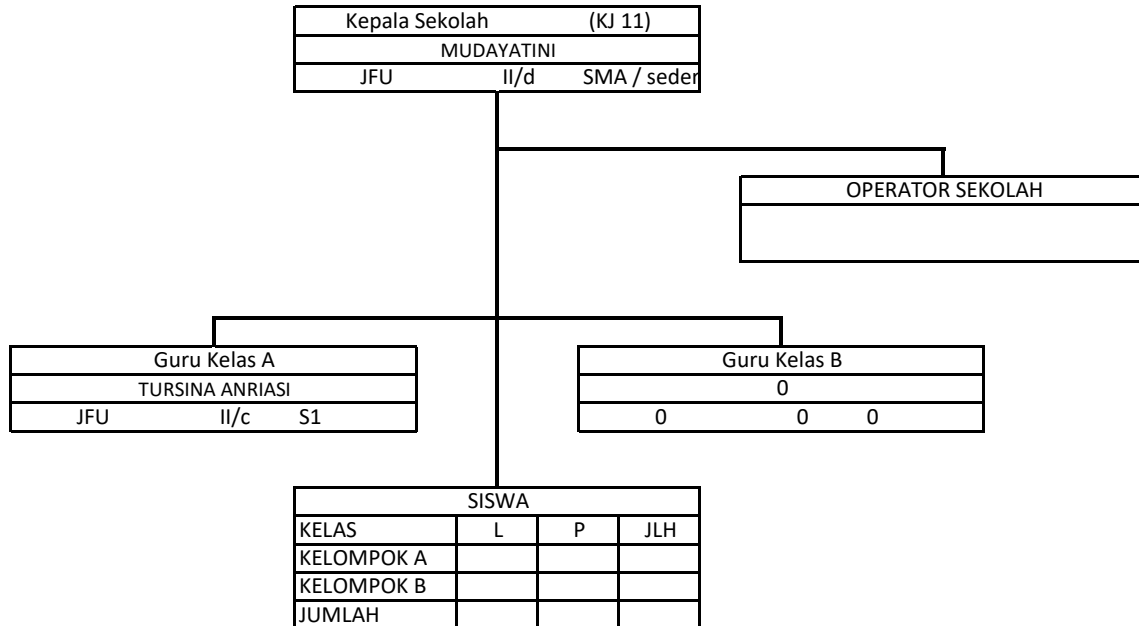 Kepala Sekolah (KJ 11)
MUDAYATINI
JFU II/d SMA / seder
OPERATOR SEKOLAH
Guru Kelas A
TURSINA ANRIASI
JFU II/c S1
Guru Kelas B
0
0 0 0
SISWA
KELAS L P JLH
KELOMPOK A
KELOMPOK B
JUMLAH